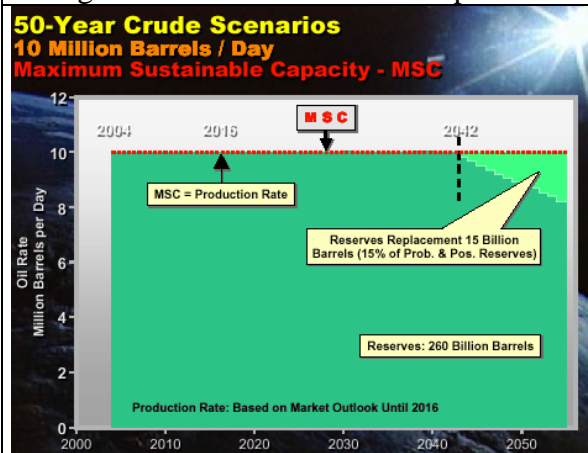 50-Year Crude Scenarios
10 Million Barrels / Day
Maximum Sustainable Capacity - MSC
12
10
8
6
4
2
0
Oil Rate
Million Barrels per Day
2004
2016
M S C
2042
MSC = Production Rate
Reserves Replacement 15 Billion
Barrels (15% of Prob. & Pos. Reserves)
Reserves: 260 Billion Barrels
Production Rate: Based on Market Outlook Until 2016
2000
2010
2020
2030
2040
2050